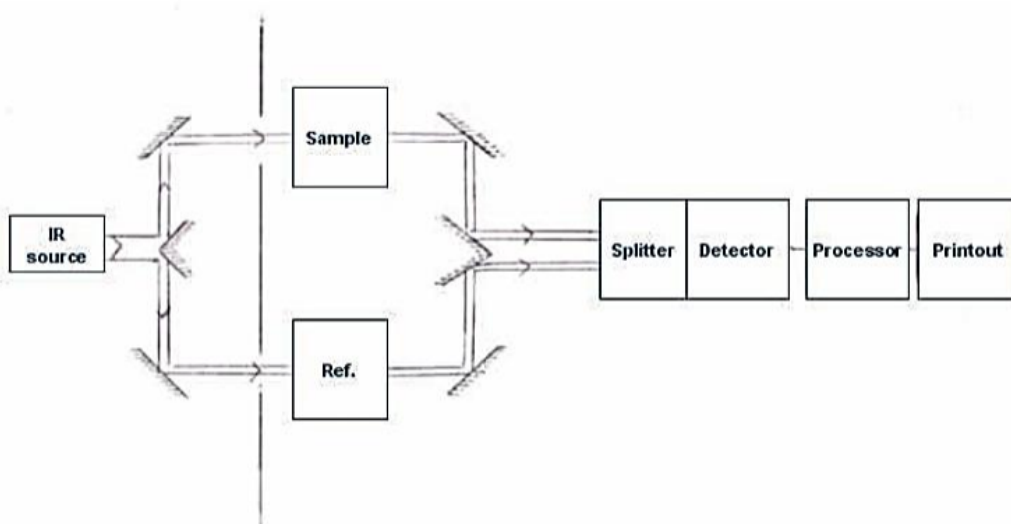 Sample
IR
source
Splitter
Detector
Processor
Printout
Ref.